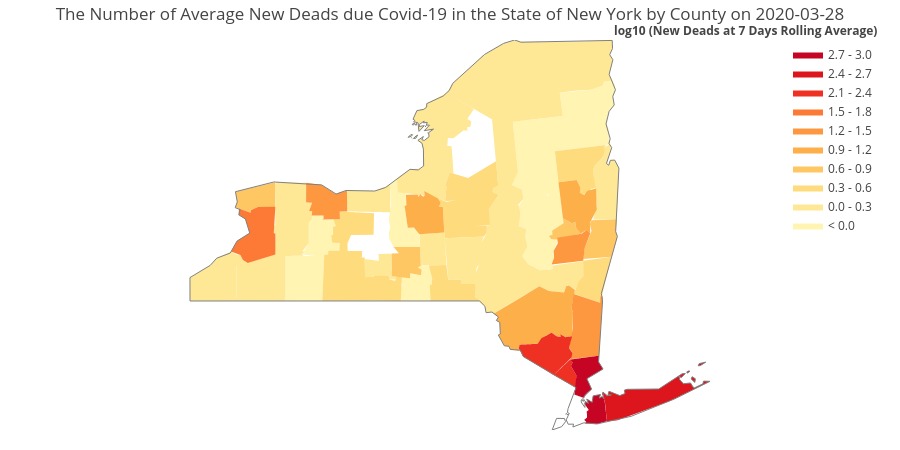 The Number of Average New Deads due Covid-19 in the State of New York by County on 2020-03-28
log10 (New Deads at 7 Days Rolling Average)
2.7 - 3.0
2.4 - 2.7
2.1 - 2.4
1.5 - 1.8
1.2 - 1.5
0.9 - 1.2
0.6 - 0.9
0.3 - 0.6
0.0 - 0.3
< 0.0